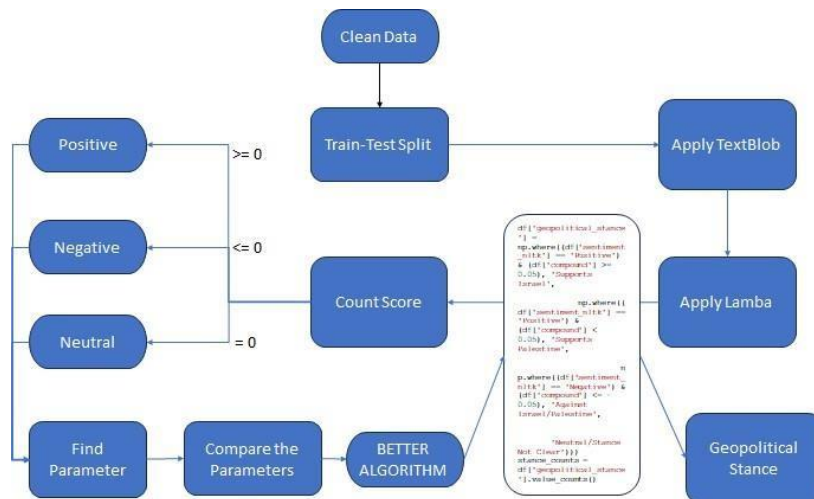 Clean Data
Train-Test Split
Apply TextBlob
Positive
>= 0
Negative
<= 0
Neutral
= 0
Count Score
df["geopolitical_stance
"] =
np.where((df["sentiment
_nltk"] == "Positive")
& (df["compound"] >=
0.05), "Supports
Israel",
np.where((
df["sentiment_nltk"] ==
"Positive") &
(df["compound"] <
0.05), "Supports
Palestine",
n
p.where((df["sentiment_
nltk"] == "Negative") &
(df["compound"] <= -
0.05), "Against
Israel/Palestine",
"Neutral/Stance
Not Clear")))
stance_counts =
df["geopolitical_stance
"].value_counts()
Apply Lamba
Find
Parameter
Compare the
Parameters
BETTER
ALGORITHM
Geopolitical
Stance